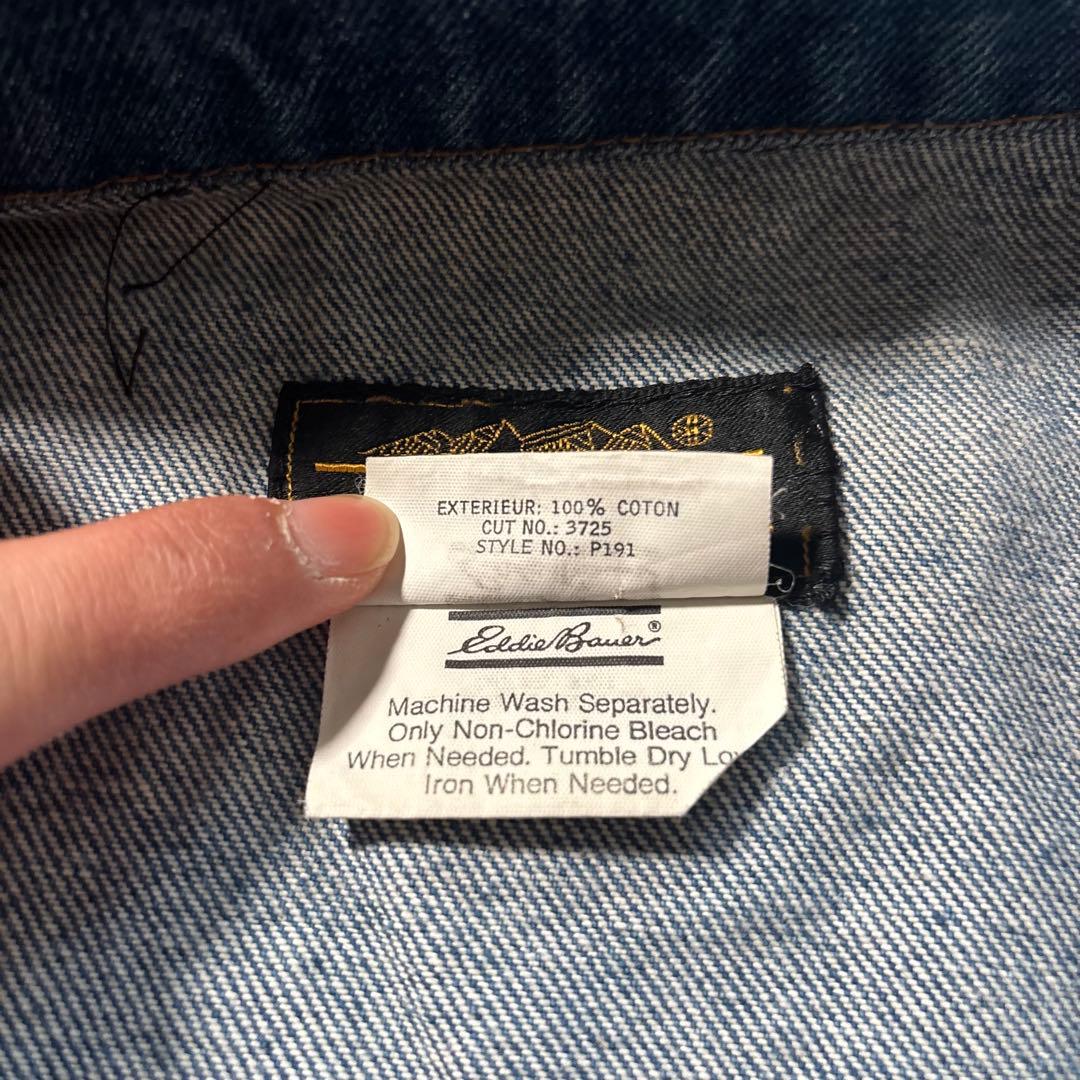 EXTERIEUR: 100% COTON
CUT NO.: 3725
STYLE NO.: P191
Eddie Bauer®
Machine Wash Separately.
Only Non-Chlorine Bleach
When Needed. Tumble Dry
Iron When Needed.